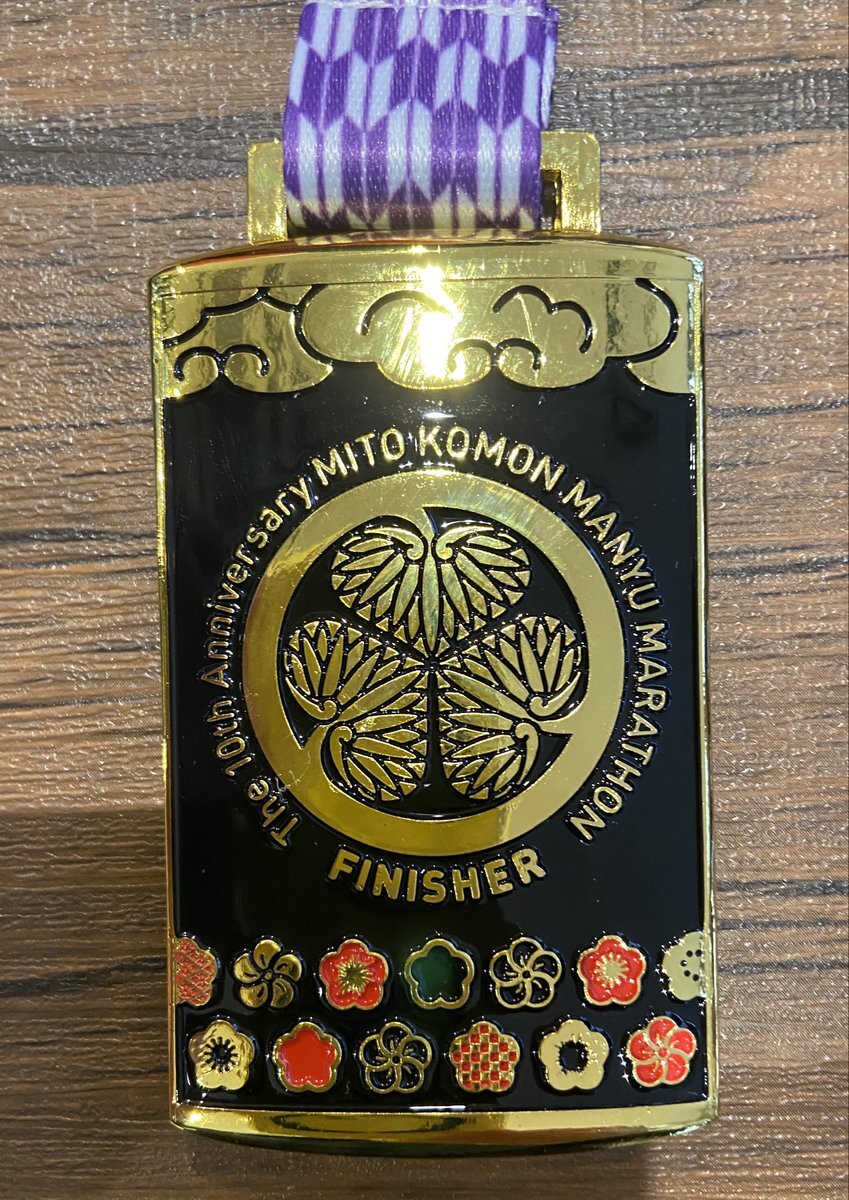 The 10th Anniversary MITO KOMON MANYU MARATHON
FINISHER